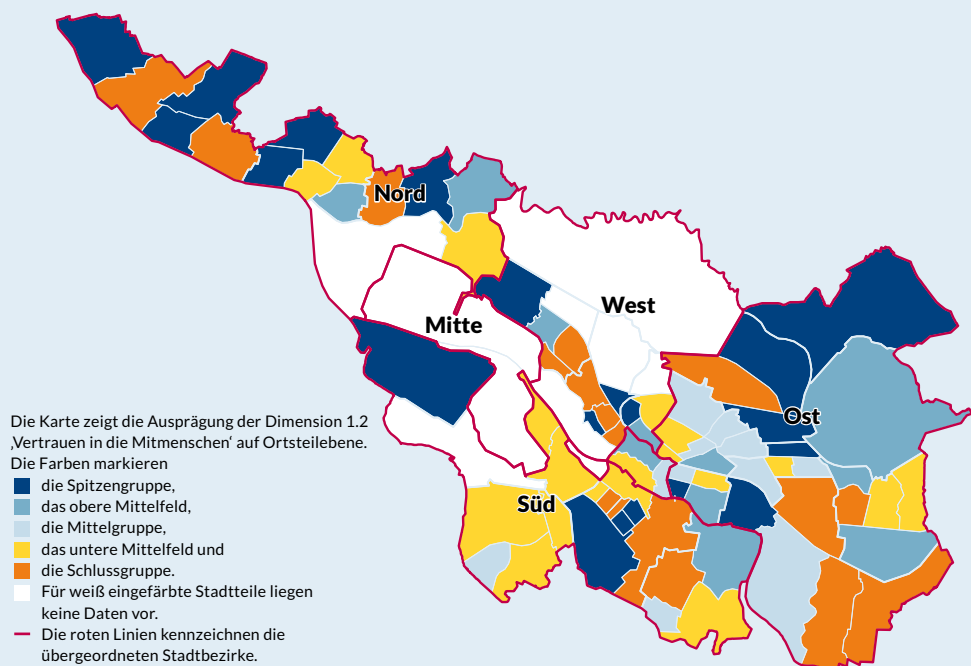 Nord
West
Mitte
Ost
Süd
Die Karte zeigt die Ausprägung der Dimension 1.2
‚Vertrauen in die Mitmenschen‘ auf Ortsteilebene.
Die Farben markieren
die Spitzengruppe,
das obere Mittelfeld,
die Mittelgruppe,
das untere Mittelfeld und
die Schlussgruppe.
Für weiß eingefärbte Stadtteile liegen
keine Daten vor.
Die roten Linien kennzeichnen die
übergeordneten Stadtbezirke.